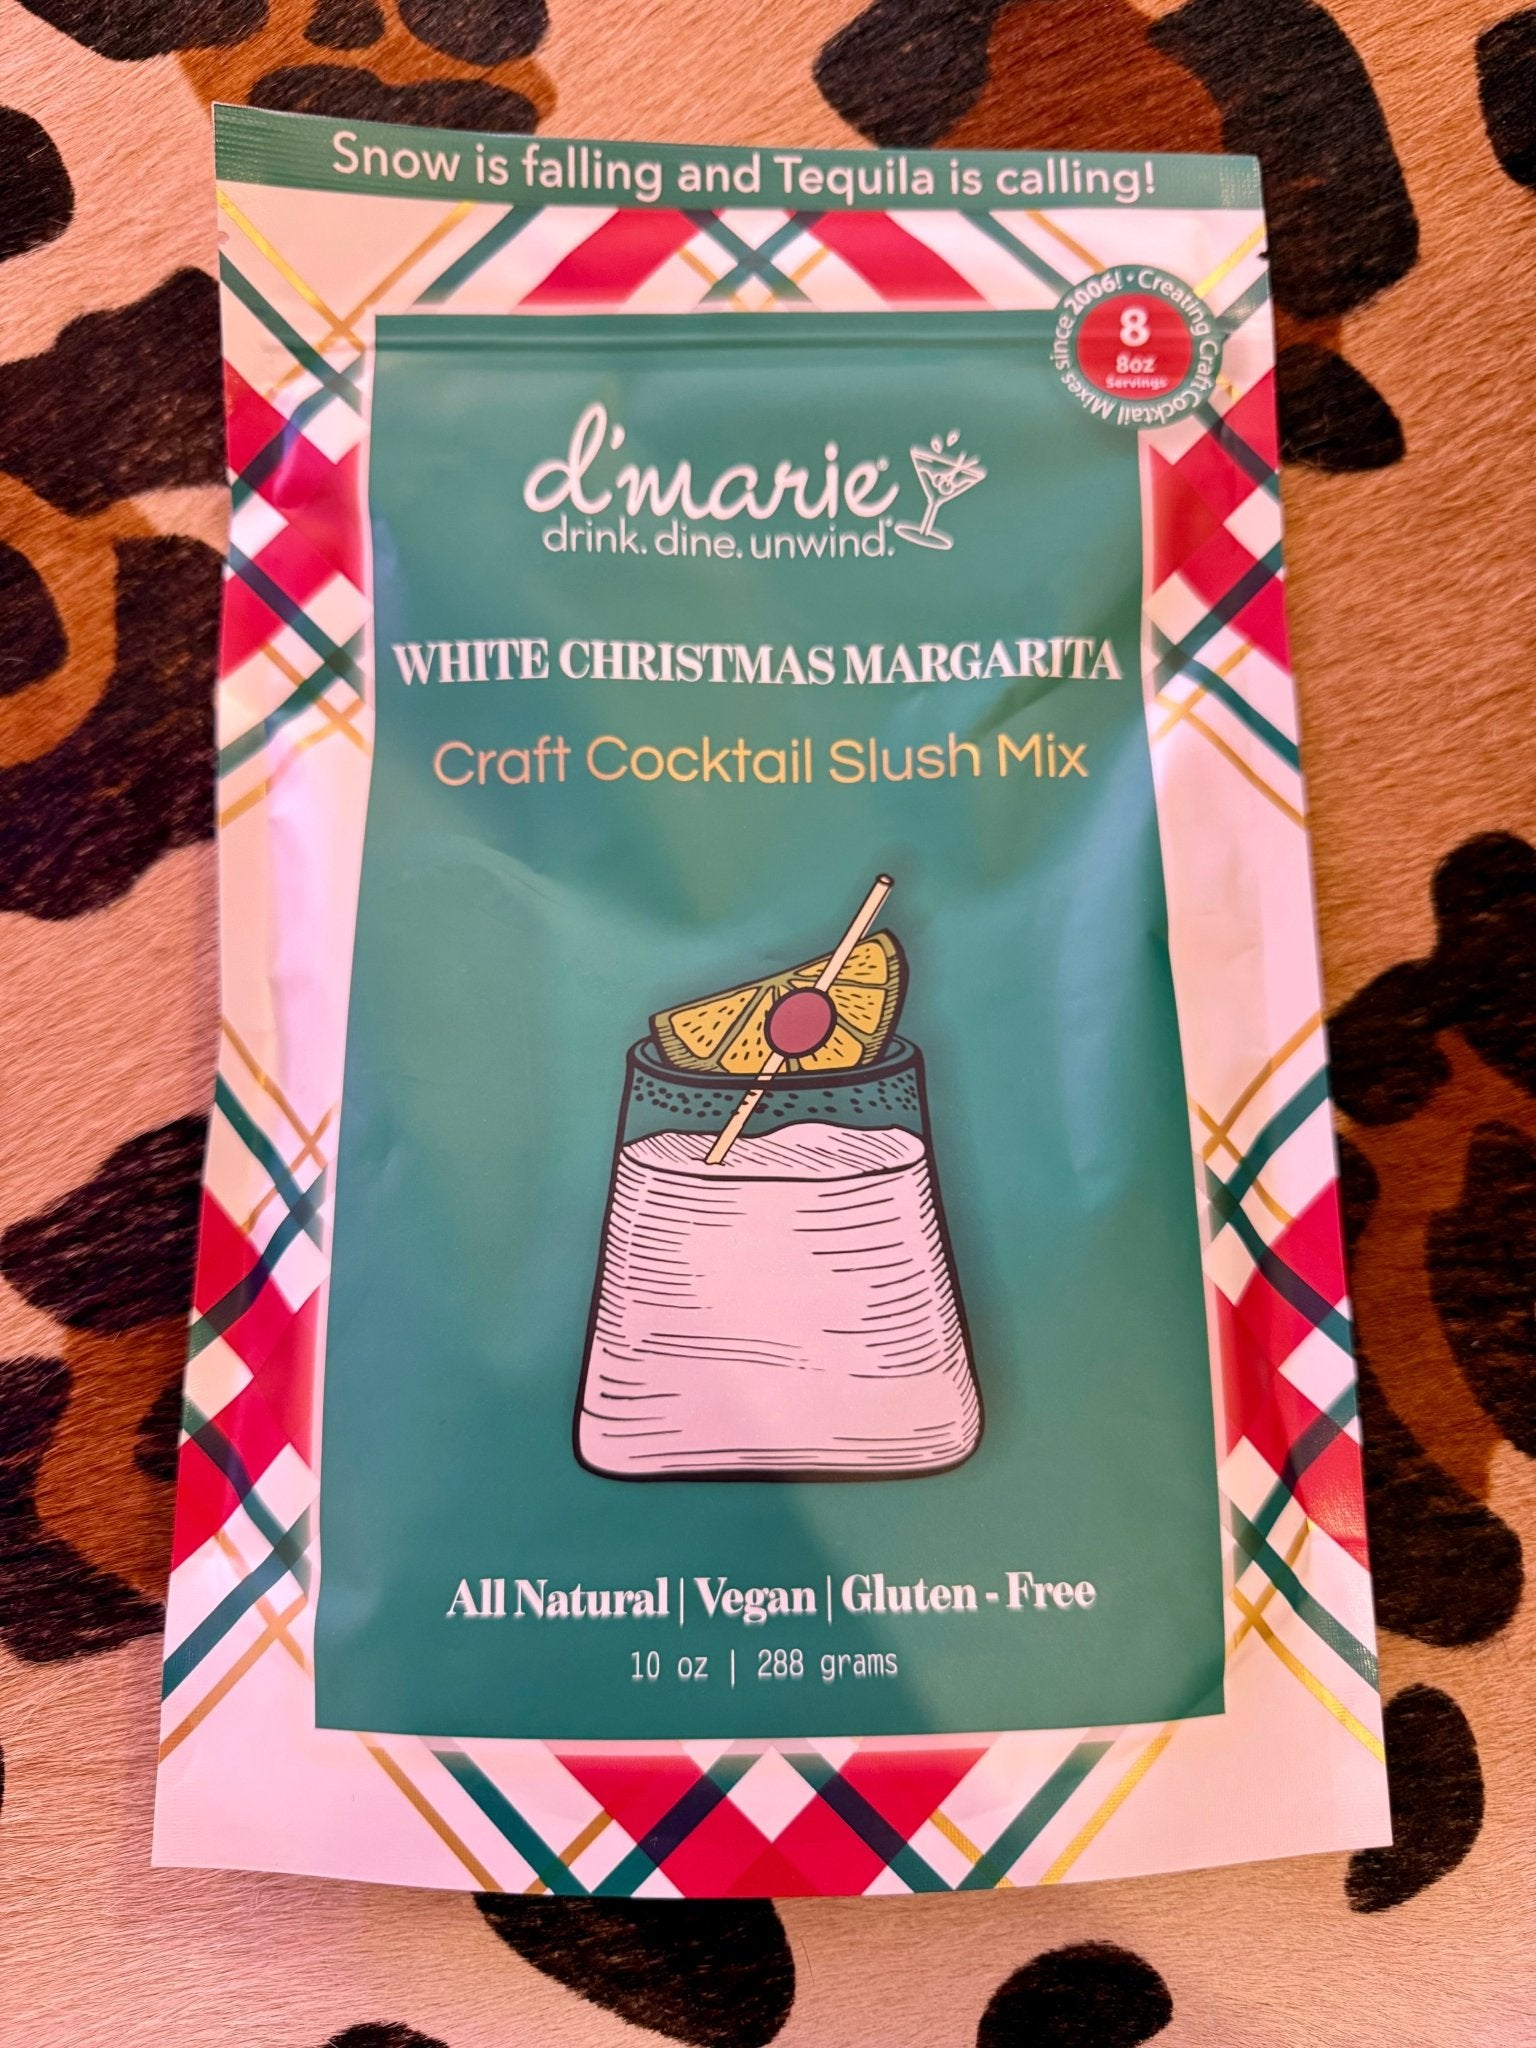 Snow is falling and Tequila is calling!
Creating Craft Cocktail Mixes since 2006! •
8
8oz
Servings
d'marie®
drink. dine. unwind.®
WHITE CHRISTMAS MARGARITA
Craft Cocktail Slush Mix
All Natural | Vegan | Gluten - Free
10 oz | 288 grams